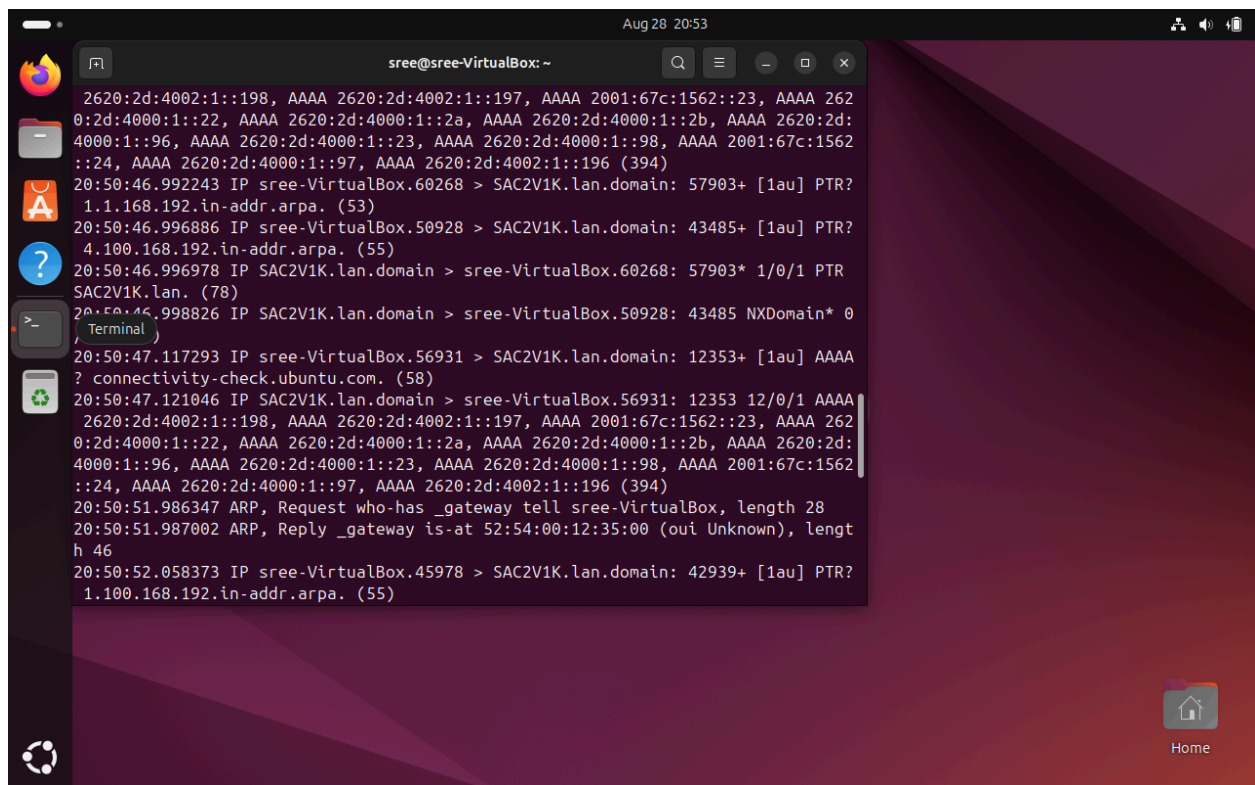 Aug 28 20:53
sree@sree-VirtualBox: ~
2620:2d:4002:1::198, AAAA 2620:2d:4002:1::197, AAAA 2001:67c:1562::23, AAAA 262
0:2d:4000:1::22, AAAA 2620:2d:4000:1::2a, AAAA 2620:2d:4000:1::2b, AAAA 2620:2d:
4000:1::96, AAAA 2620:2d:4000:1::23, AAAA 2620:2d:4000:1::98, AAAA 2001:67c:1562
::24, AAAA 2620:2d:4000:1::97, AAAA 2620:2d:4002:1::196 (394)
20:50:46.992243 IP sree-VirtualBox.60268 > SAC2V1K.lan.domain: 57903+ [1au] PTR?
1.1.168.192.in-addr.arpa. (53)
20:50:46.996886 IP sree-VirtualBox.50928 > SAC2V1K.lan.domain: 43485+ [1au] PTR?
4.100.168.192.in-addr.arpa. (55)
20:50:46.996978 IP SAC2V1K.lan.domain > sree-VirtualBox.60268: 57903* 1/0/1 PTR
SAC2V1K.lan. (78)
20:50:46.998826 IP SAC2V1K.lan.domain > sree-VirtualBox.50928: 43485 NXDomain* 0
Terminal
20:50:47.117293 IP sree-VirtualBox.56931 > SAC2V1K.lan.domain: 12353+ [1au] AAAA
? connectivity-check.ubuntu.com. (58)
20:50:47.121046 IP SAC2V1K.lan.domain > sree-VirtualBox.56931: 12353 12/0/1 AAAA
2620:2d:4002:1::198, AAAA 2620:2d:4002:1::197, AAAA 2001:67c:1562::23, AAAA 262
0:2d:4000:1::22, AAAA 2620:2d:4000:1::2a, AAAA 2620:2d:4000:1::2b, AAAA 2620:2d:
4000:1::96, AAAA 2620:2d:4000:1::23, AAAA 2620:2d:4000:1::98, AAAA 2001:67c:1562
::24, AAAA 2620:2d:4000:1::97, AAAA 2620:2d:4002:1::196 (394)
20:50:51.986347 ARP, Request who-has _gateway tell sree-VirtualBox, length 28
20:50:51.987002 ARP, Reply _gateway is-at 52:54:00:12:35:00 (oui Unknown), lengt
h 46
20:50:52.058373 IP sree-VirtualBox.45978 > SAC2V1K.lan.domain: 42939+ [1au] PTR?
1.100.168.192.in-addr.arpa. (55)
Home